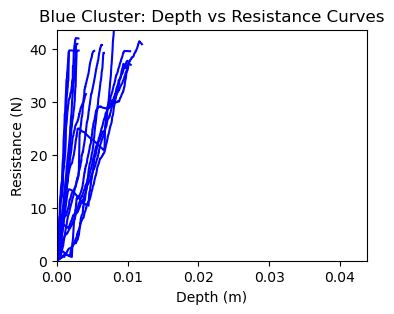 Blue Cluster: Depth vs Resistance Curves
Resistance (N)
40
30
20
10
0
0.00 0.01 0.02 0.03 0.04
Depth (m)